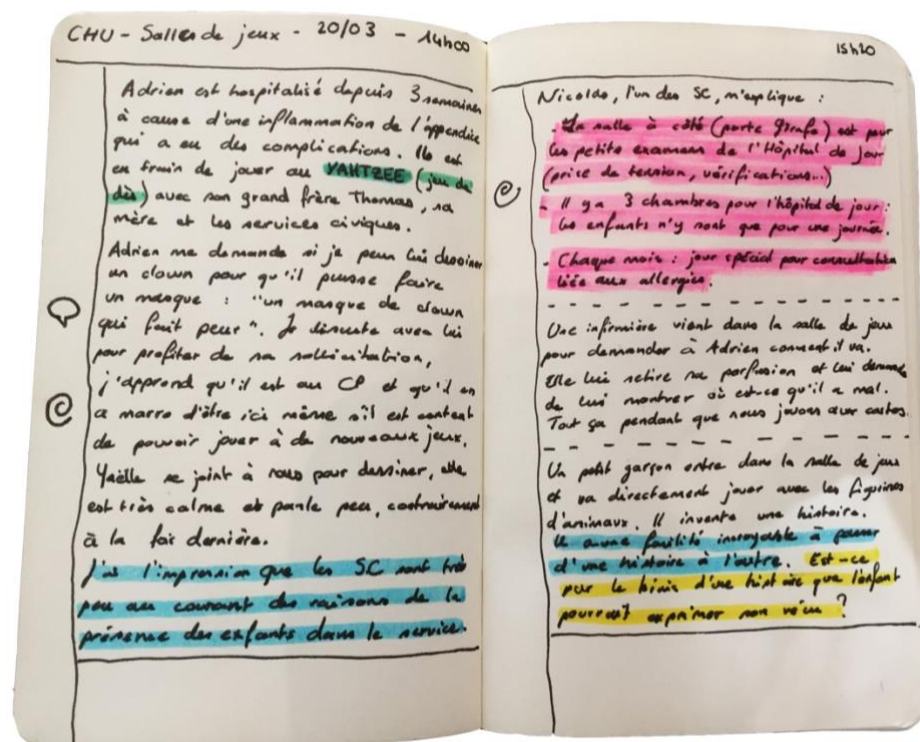 CHU - Salles de jeux - 20/03 - 14h00
Adrien est hospitalisé depuis 3 semaines
à cause d'une inflammation de l'appendice
qui a eu des complications. Ils est
en train de jouer au YAHTZEE (jeu de
dès) avec son grand frère Thomas, sa
mère et les services civiques.
Adrien me demande si je peux lui dessiner
un clown pour qu'il puisse faire
un masque : "un masque de clown
qui fait peur". Je discute avec lui
pour profiter de sa sollicitation,
j'apprend qu'il est au CP et qu'il en
a marre d'être ici même s'il est content
de pouvoir jouer à de nouveaux jeux.
Yaëlle se joint à nous pour dessiner, elle
est très calme et parle peu, contrairement
à la fois dernière.
J'ai l'impression que les SC sont très
peu au courant des raisons de la
présence des enfants dans le service.
15h20
Nicolas, l'un des SC, m'explique :
- La salle à côté (porte Girafe) est pour
les petits examens de l'Hôpital de Jour
(prise de tension, vérifications...)
- Il y a 3 chambres pour l'hôpital de jour :
les enfants n'y sont que pour une journée.
- Chaque mois : jour spécial pour consultation
liée aux allergies.
Une infirmière vient dans la salle de jeux
pour demander à Adrien comment il va.
Elle lui retire sa perfusion et lui demande
de lui montrer où est-ce qu'il a mal.
Tout ça pendant que nous jouons aux cartes.
Un petit garçon entre dans la salle de jeux
et va directement jouer avec les figurines
d'animaux. Il invente une histoire.
Il a une facilité incroyable à passer
d'une histoire à l'autre. Est-ce
par le biais d'une histoire que l'enfant
pourrait exprimer son vécu ?